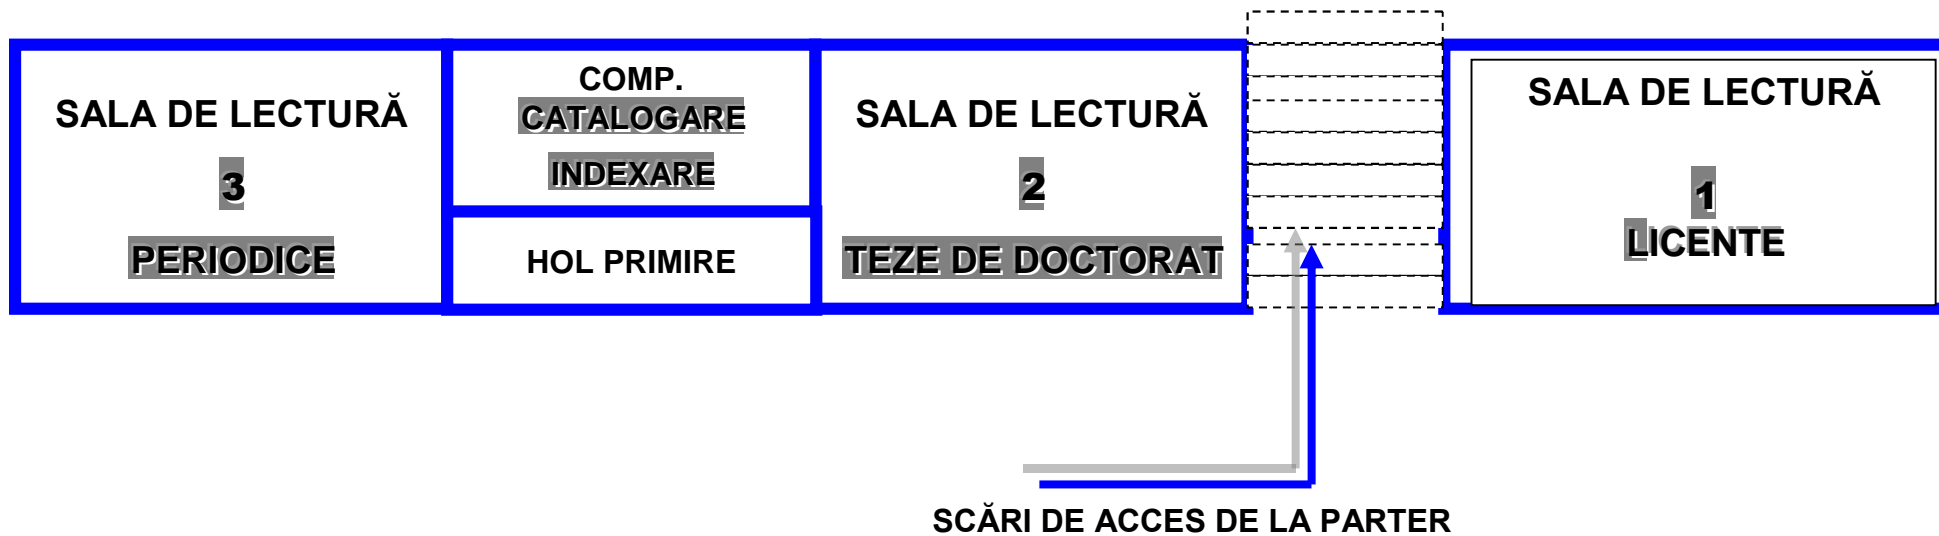 SALA DE LECTURĂ
3
PERIODICE
COMP.
CATALOGARE
INDEXARE
HOL PRIMIRE
SALA DE LECTURĂ
2
TEZE DE DOCTORAT
SALA DE LECTURĂ
1
LICENTE
SCĂRI DE ACCES DE LA PARTER